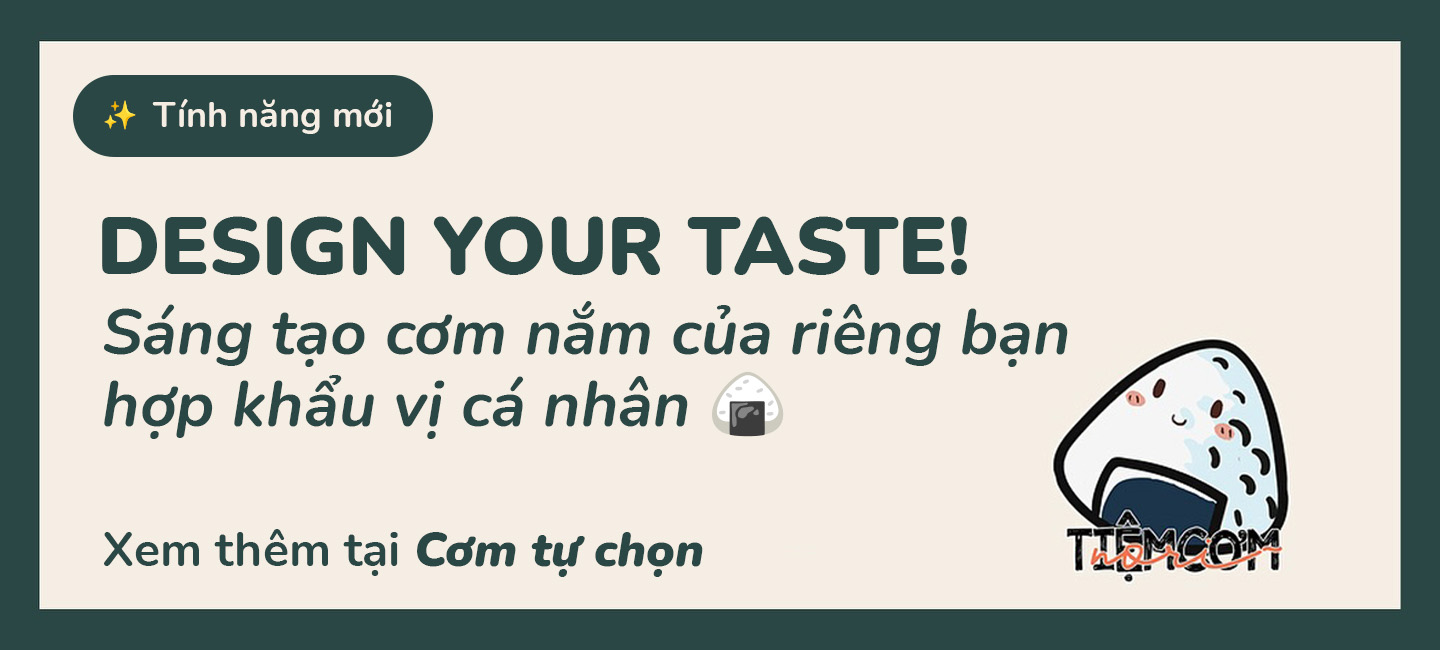 ✨ Tính năng mới
DESIGN YOUR TASTE!
Sáng tạo cơm nắm của riêng bạn
hợp khẩu vị cá nhân 🍙
Xem thêm tại Cơm tự chọn
TIỆM CƠM